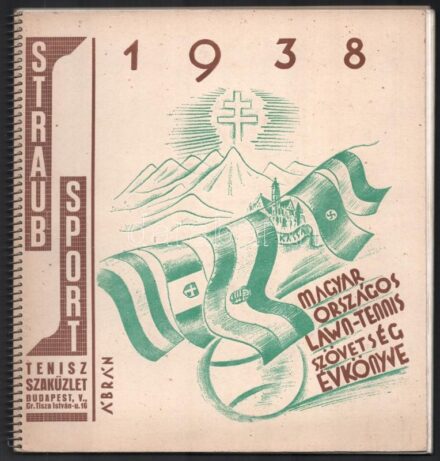 1938
STRAUB
SPORT
TENISZ
SZAKÜZLET
BUDAPEST, V.,
Gr. Tisza István-u. 16
ÁBRÁN
KASSA
MAGYAR
ORSZÁGOS
LAWN-TENNIS
SZÖVETSÉG
ÉVKÖNYVE